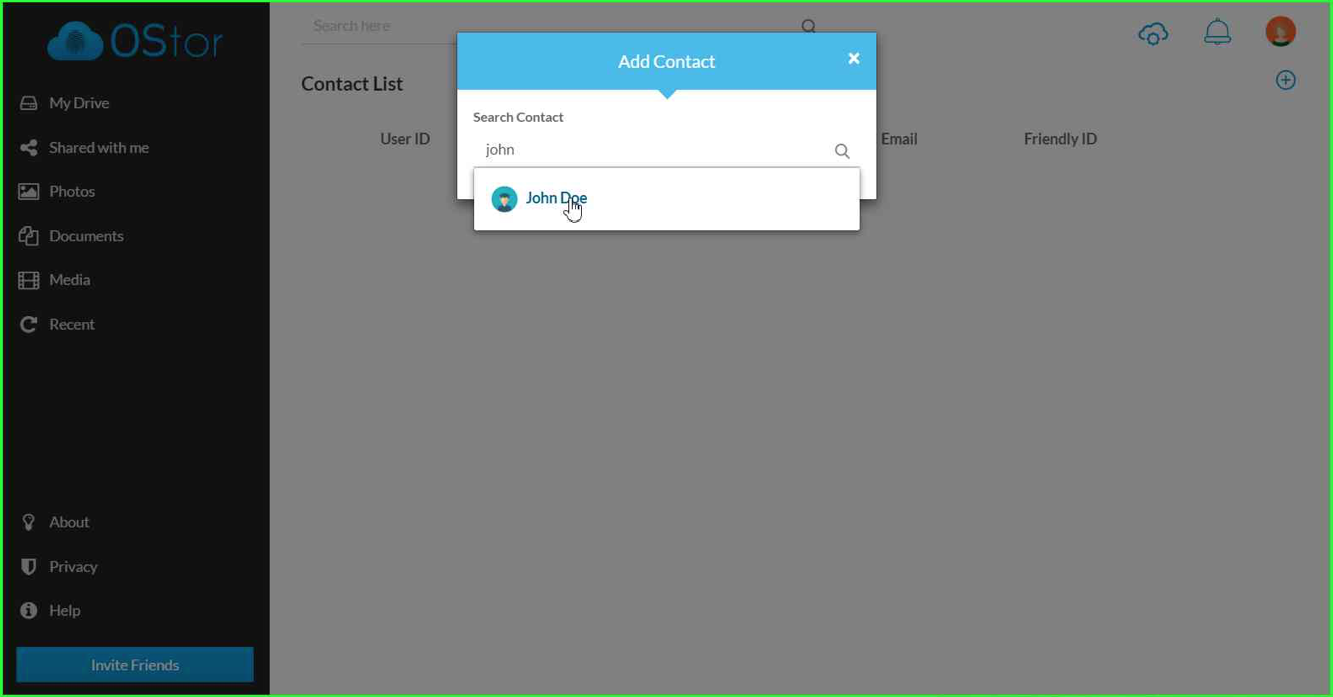 OStor
My Drive
Shared with me
Photos
Documents
Media
Recent
About
Privacy
Help
Invite Friends
Search here
Contact List
User ID
Email
Friendly ID
Add Contact
Search Contact
john
John Doe